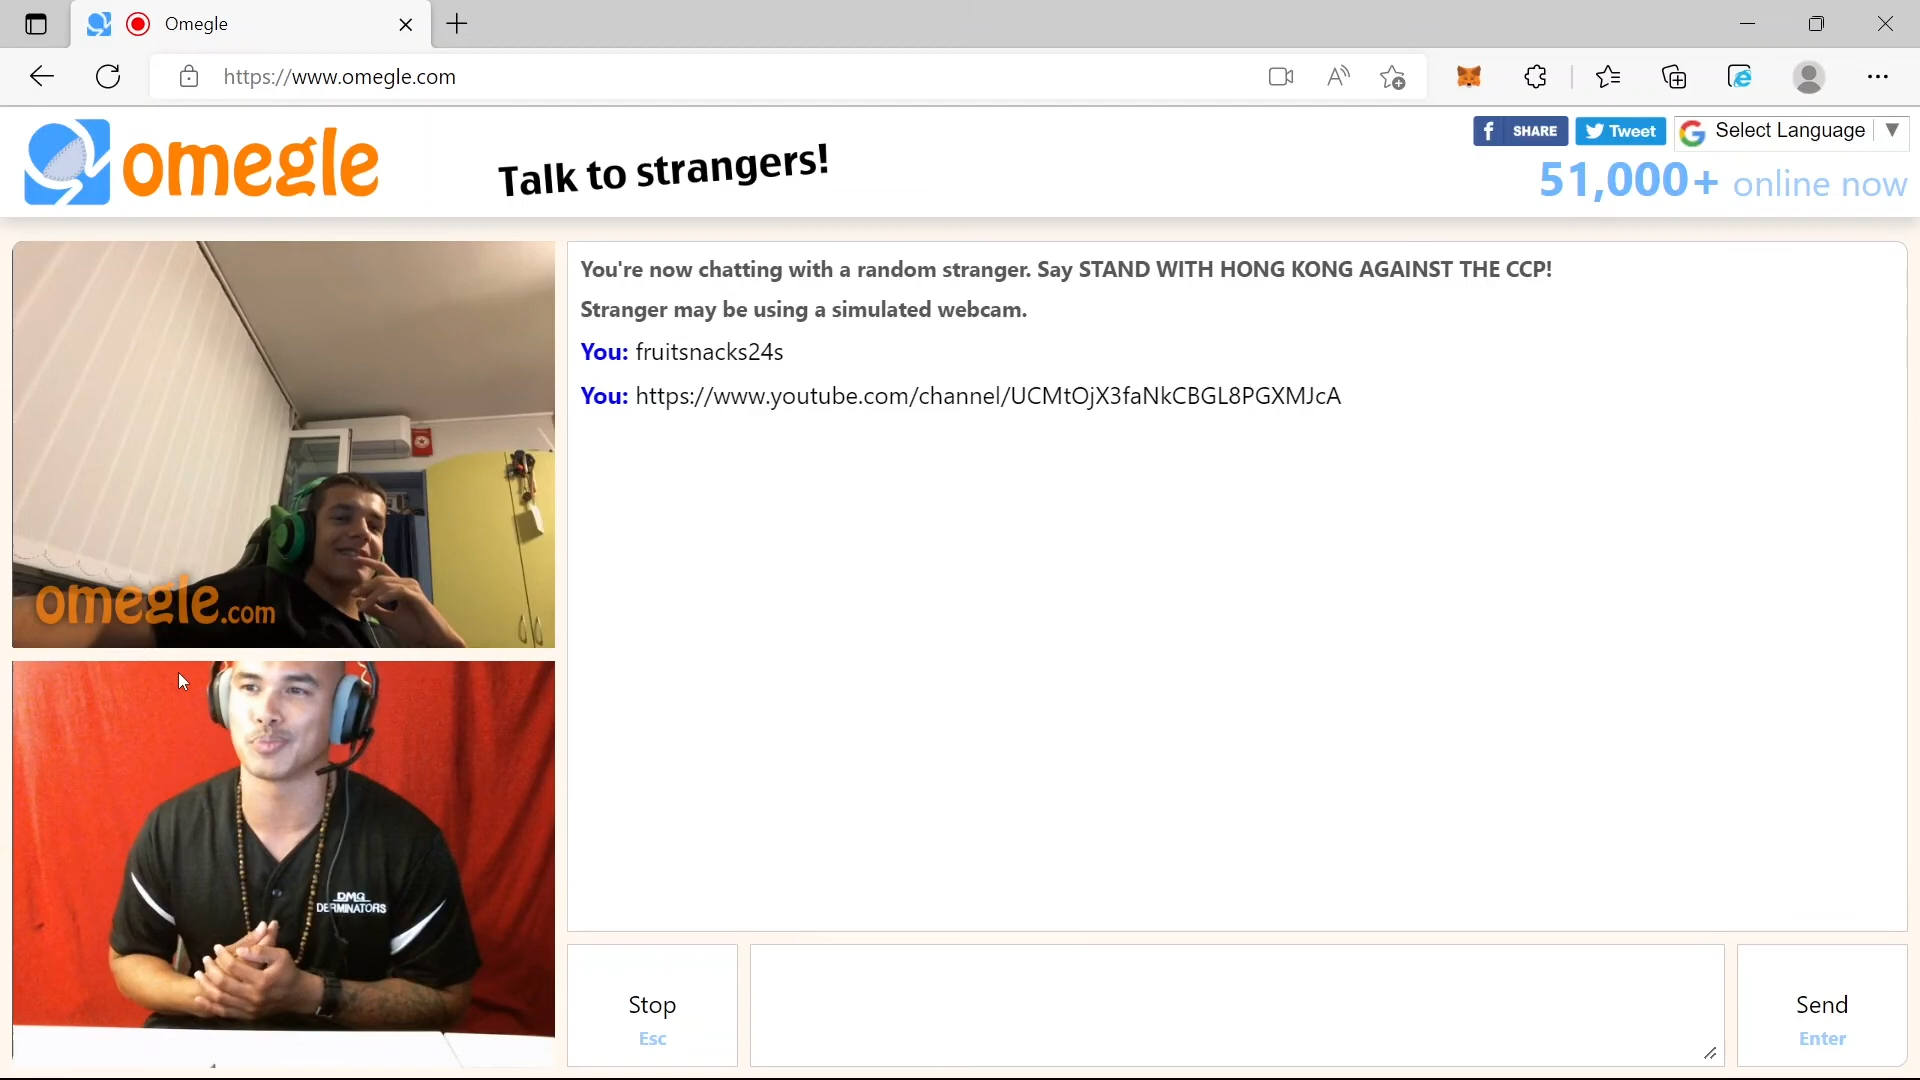 Omegle
https://www.omegle.com
omegle
Talk to strangers!
SHARE
Tweet
Select Language
51,000+ online now
You're now chatting with a random stranger. Say STAND WITH HONG KONG AGAINST THE CCP!
Stranger may be using a simulated webcam.
You: fruitsnacks24s
You: https://www.youtube.com/channel/UCMtOjX3faNkCBGL8PGXMJcA
omegle.com
DMG
DERMINATORS
Stop
Esc
Send
Enter